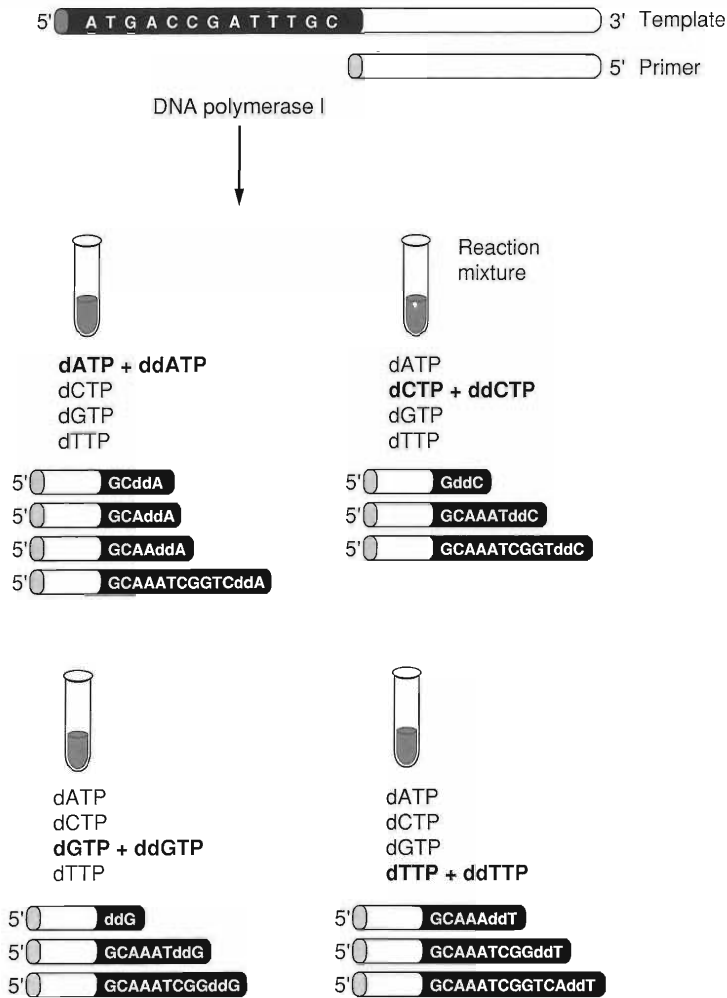 5' A T G A C C G A T T T G C 3' Template
5' Primer
DNA polymerase I
Reaction
mixture
dATP + ddATP
dCTP
dGTP
dTTP
5' GCddA
5' GCAddA
5' GCAAddA
5' GCAAATCGGTCddA
dATP
dCTP + ddCTP
dGTP
dTTP
5' GddC
5' GCAAATddC
5' GCAAATCGGTddC
dATP
dCTP
dGTP + ddGTP
dTTP
5' ddG
5' GCAAATddG
5' GCAAATCGGddG
dATP
dCTP
dGTP
dTTP + ddTTP
5' GCAAAddT
5' GCAAATCGGddT
5' GCAAATCGGTCAddT